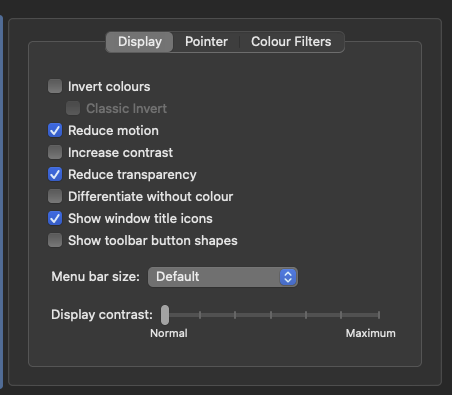 Display Pointer Colour Filters
Invert colours
Classic Invert
Reduce motion
Increase contrast
Reduce transparency
Differentiate without colour
Show window title icons
Show toolbar button shapes
Menu bar size: Default
Display contrast:
Normal Maximum